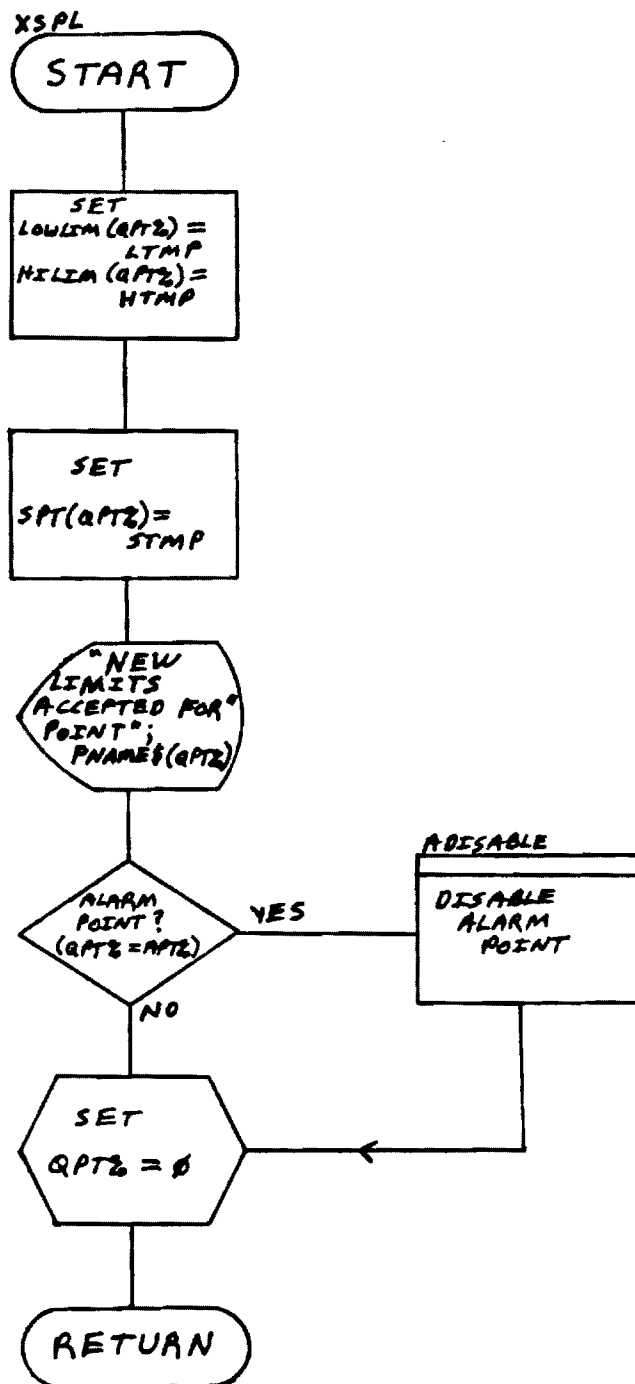 XSPL
START
SET
LOWLIM(QPT%)=
LTMP
HILIM(QPT%)=
HTMP
SET
SPT(QPT%)=
STMP
"NEW
LIMITS
ACCEPTED FOR"
POINT";
PNAME$(QPT%)
ALARM
POINT?
(QPT%=APT%)
YES
NO
ADISABLE
DISABLE
ALARM
POINT
SET
QPT% = Ø
RETURN